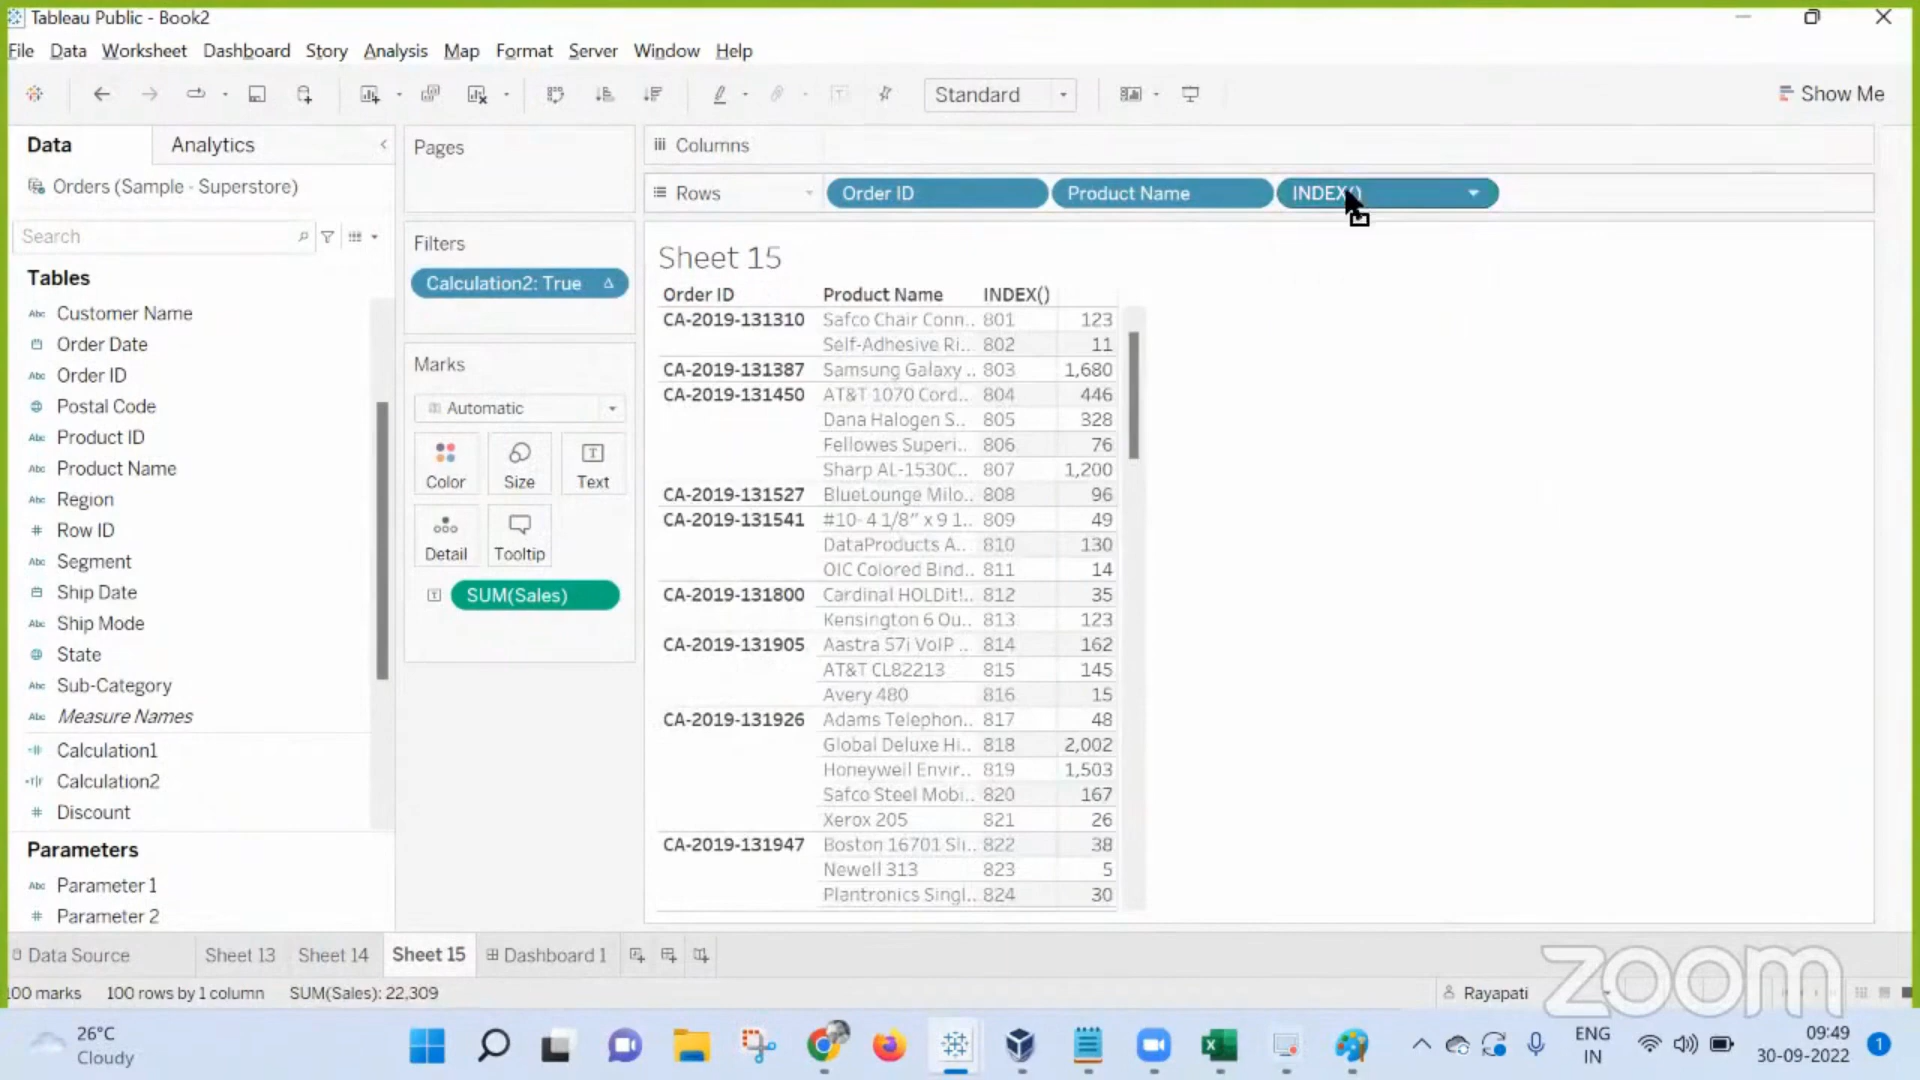 Tableau Public - Book2
File Data Worksheet Dashboard Story Analysis Map Format Server Window Help
Standard
Show Me
Data
Analytics
Orders (Sample - Superstore)
Search
Tables
Abc Customer Name
Order Date
Abc Order ID
Postal Code
Abc Product ID
Abc Product Name
Abc Region
# Row ID
Abc Segment
Ship Date
Abc Ship Mode
State
Abc Sub-Category
Abc Measure Names
Calculation1
Calculation2
# Discount
Parameters
Abc Parameter 1
# Parameter 2
Pages
Filters
Calculation2: True
Marks
Automatic
Color
Size
Text
Detail
Tooltip
SUM(Sales)
Columns
Rows
Order ID
Product Name
INDEX()
Sheet 15
Order ID Product Name INDEX()
CA-2019-131310 Safco Chair Conn.. 801 123
Self-Adhesive Ri... 802 11
CA-2019-131387 Samsung Galaxy .. 803 1,680
CA-2019-131450 AT&T 1070 Cord.. 804 446
Dana Halogen S.. 805 328
Fellowes Superi.. 806 76
Sharp AL-1530C.. 807 1,200
CA-2019-131527 BlueLounge Milo.. 808 96
CA-2019-131541 #10- 4 1/8" x 9 1.. 809 49
DataProducts A.. 810 130
OIC Colored Bind.. 811 14
CA-2019-131800 Cardinal HOLDit!.. 812 35
Kensington 6 Ou.. 813 123
CA-2019-131905 Aastra 57i VoIP .. 814 162
AT&T CL82213 815 145
Avery 480 816 15
CA-2019-131926 Adams Telephon.. 817 48
Global Deluxe Hi.. 818 2,002
Honeywell Envir.. 819 1,503
Safco Steel Mobi.. 820 167
Xerox 205 821 26
CA-2019-131947 Boston 16701 Sli.. 822 38
Newell 313 823 5
Plantronics Singl.. 824 30
Data Source Sheet 13 Sheet 14 Sheet 15 Dashboard 1
00 marks 100 rows by 1 column SUM(Sales): 22,309
Rayapati
zoom
26°C
Cloudy
ENG
IN
09:49
30-09-2022
1